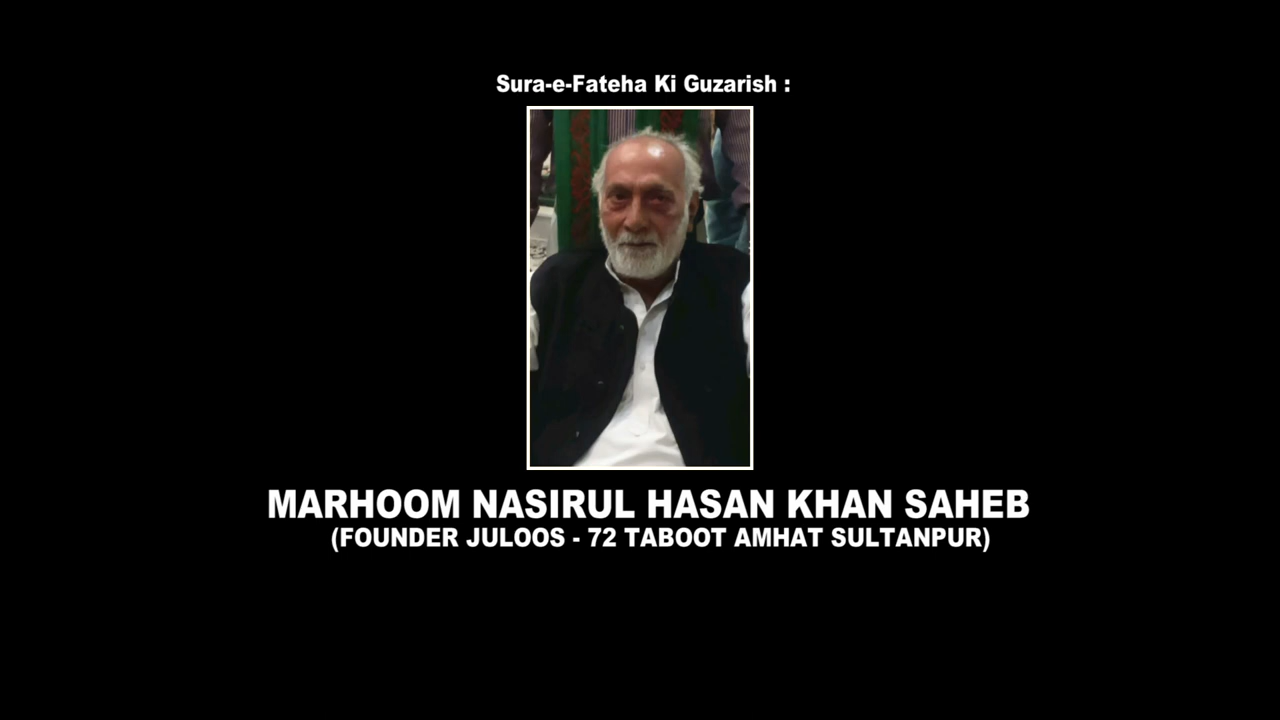 Sura-e-Fateha Ki Guzarish :
MARHOOM NASIRUL HASAN KHAN SAHEB
(FOUNDER JULOOS - 72 TABOOT AMHAT SULTANPUR)